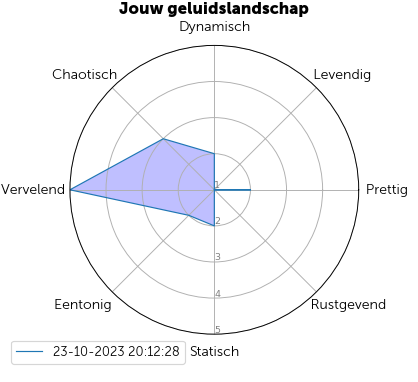 Jouw geluidslandschap
Dynamisch
Chaotisch
Levendig
Vervelend
1
Prettig
2
3
4
Eentonig
Rustgevend
5
23-10-2023 20:12:28
Statisch